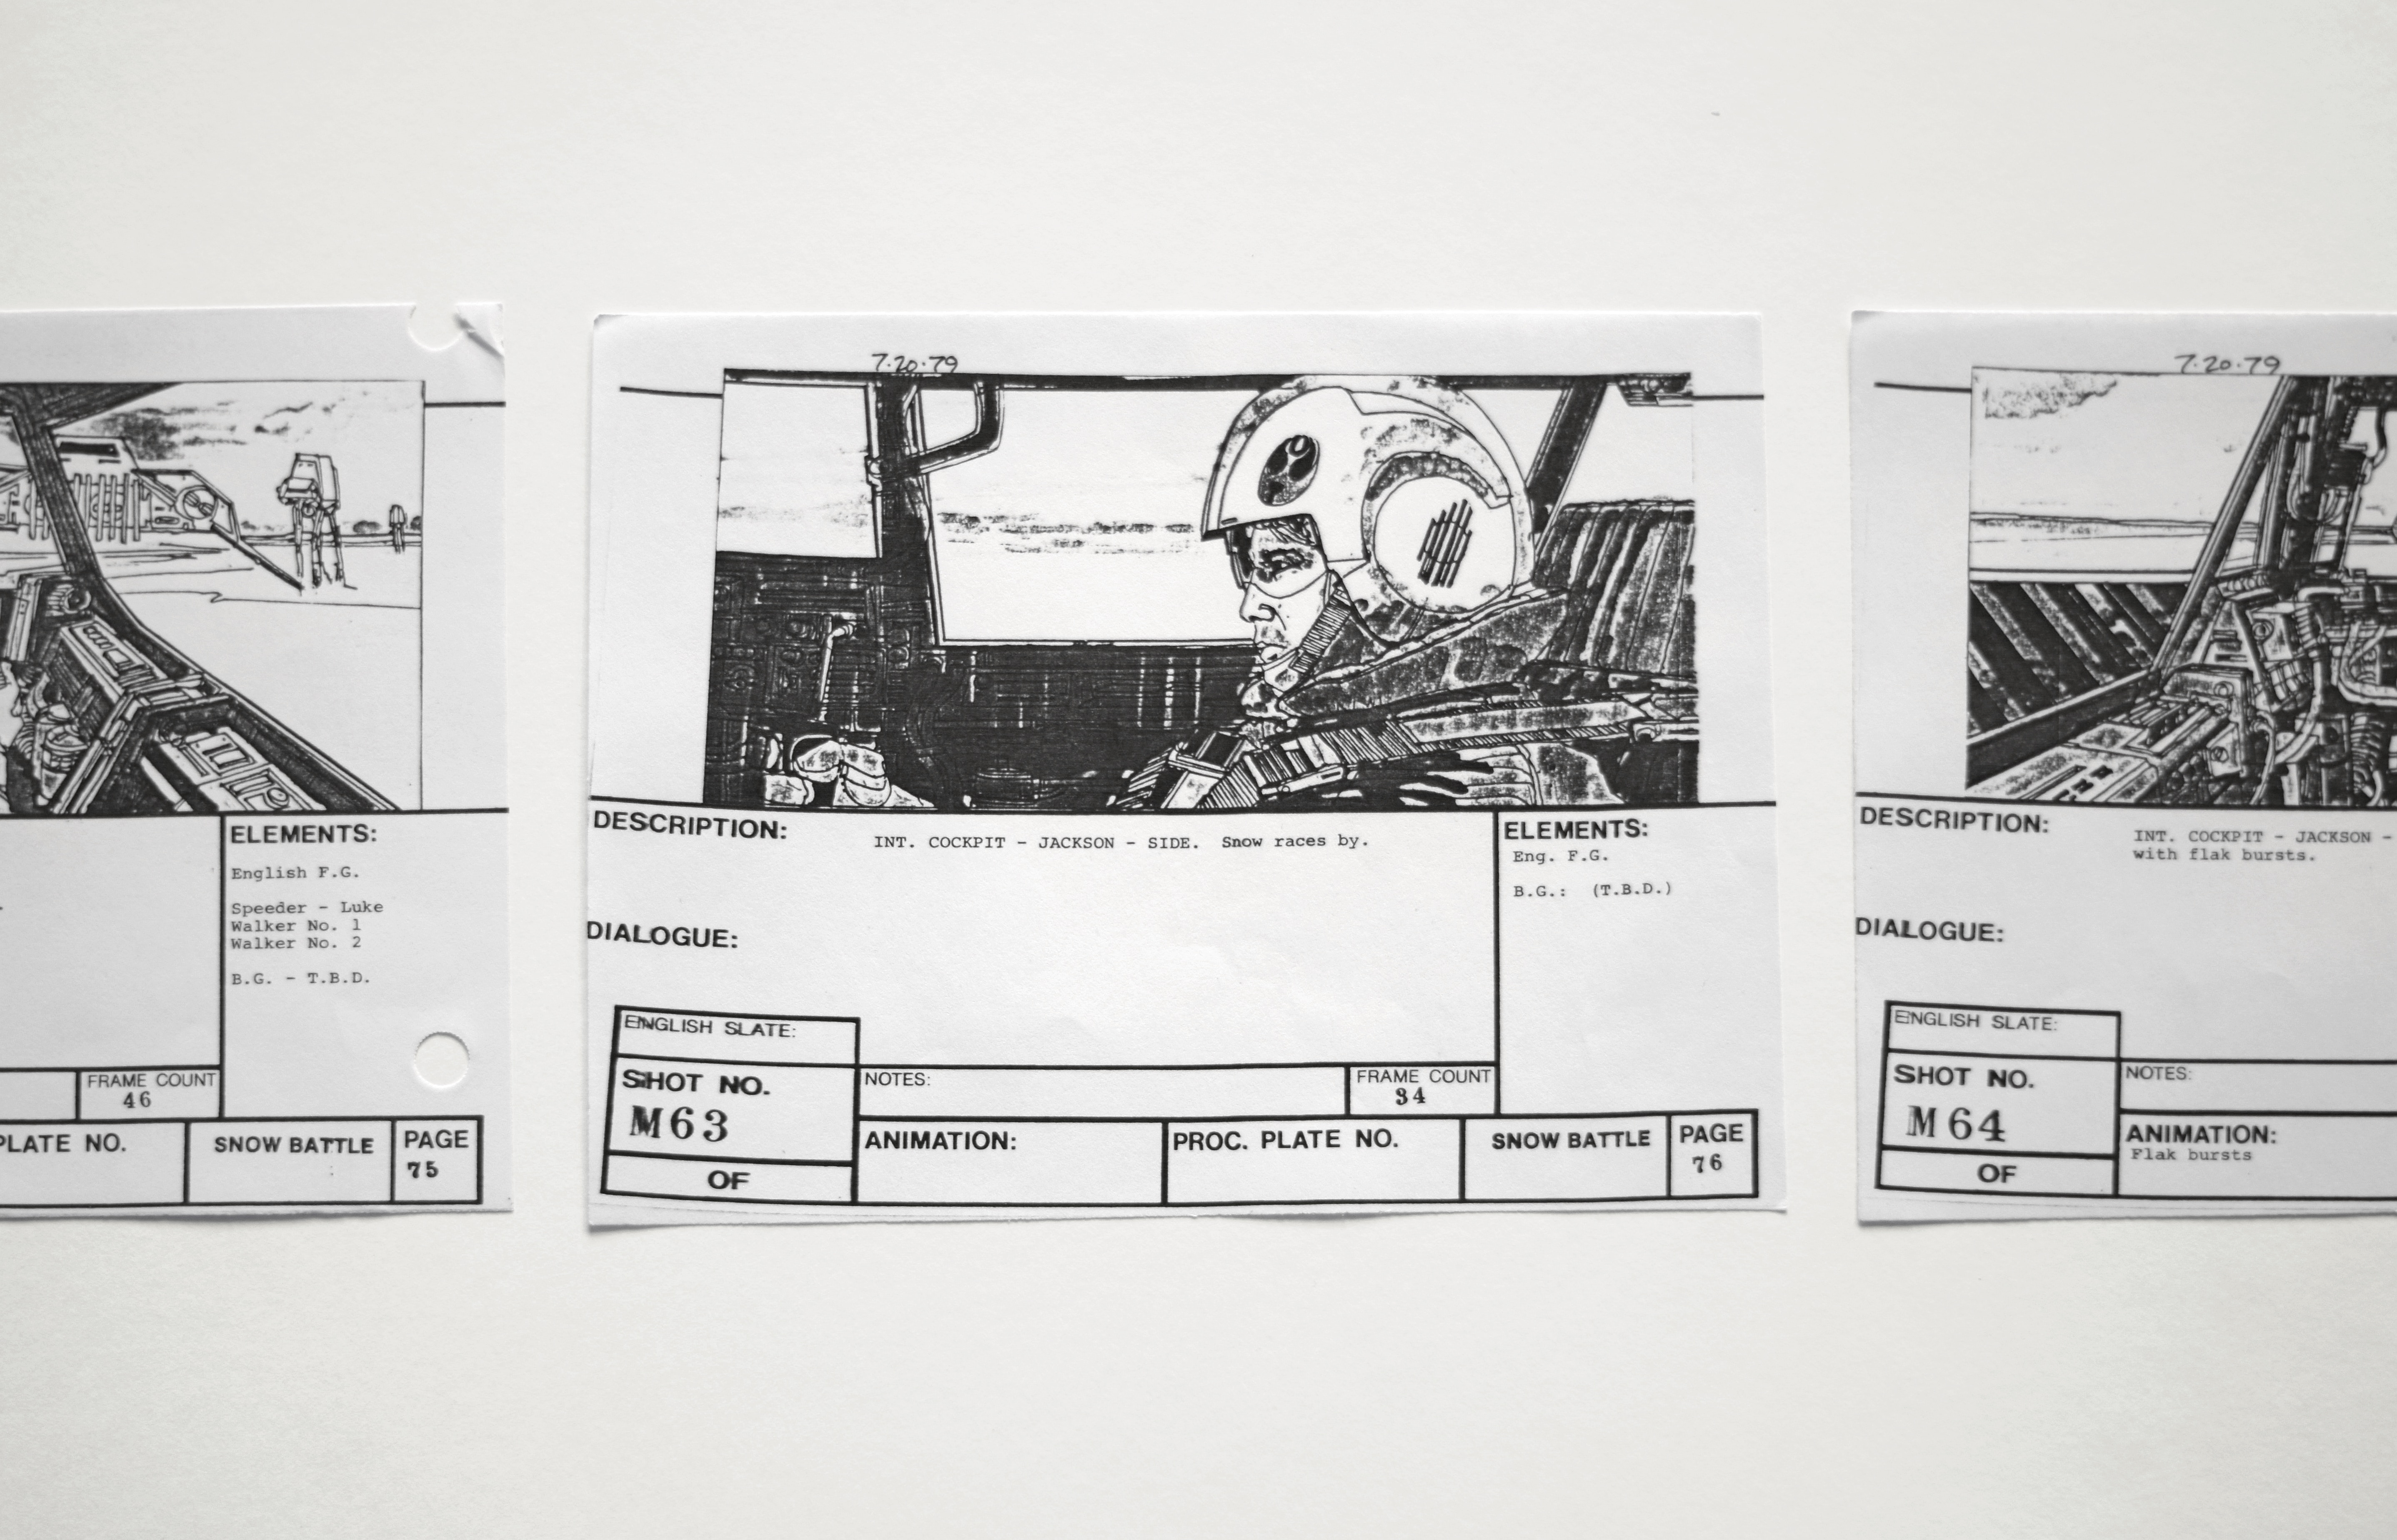 ELEMENTS:
English F.G.
Speeder - Luke
Walker No. 1
Walker No. 2
B.G. - T.B.D.
FRAME COUNT
46
PLATE NO.
SNOW BATTLE
PAGE
75
7.20.79
DESCRIPTION:
INT. COCKPIT - JACKSON - SIDE. Snow races by.
ELEMENTS:
Eng. F.G.
B.G.: (T.B.D.)
DIALOGUE:
ENGLISH SLATE:
SHOT NO.
M63
OF
NOTES:
FRAME COUNT
34
ANIMATION:
PROC. PLATE NO.
SNOW BATTLE
PAGE
76
7.20.79
DESCRIPTION:
INT. COCKPIT - JACKSON -
with flak bursts.
DIALOGUE:
ENGLISH SLATE:
SHOT NO.
M64
OF
NOTES:
ANIMATION:
Flak bursts